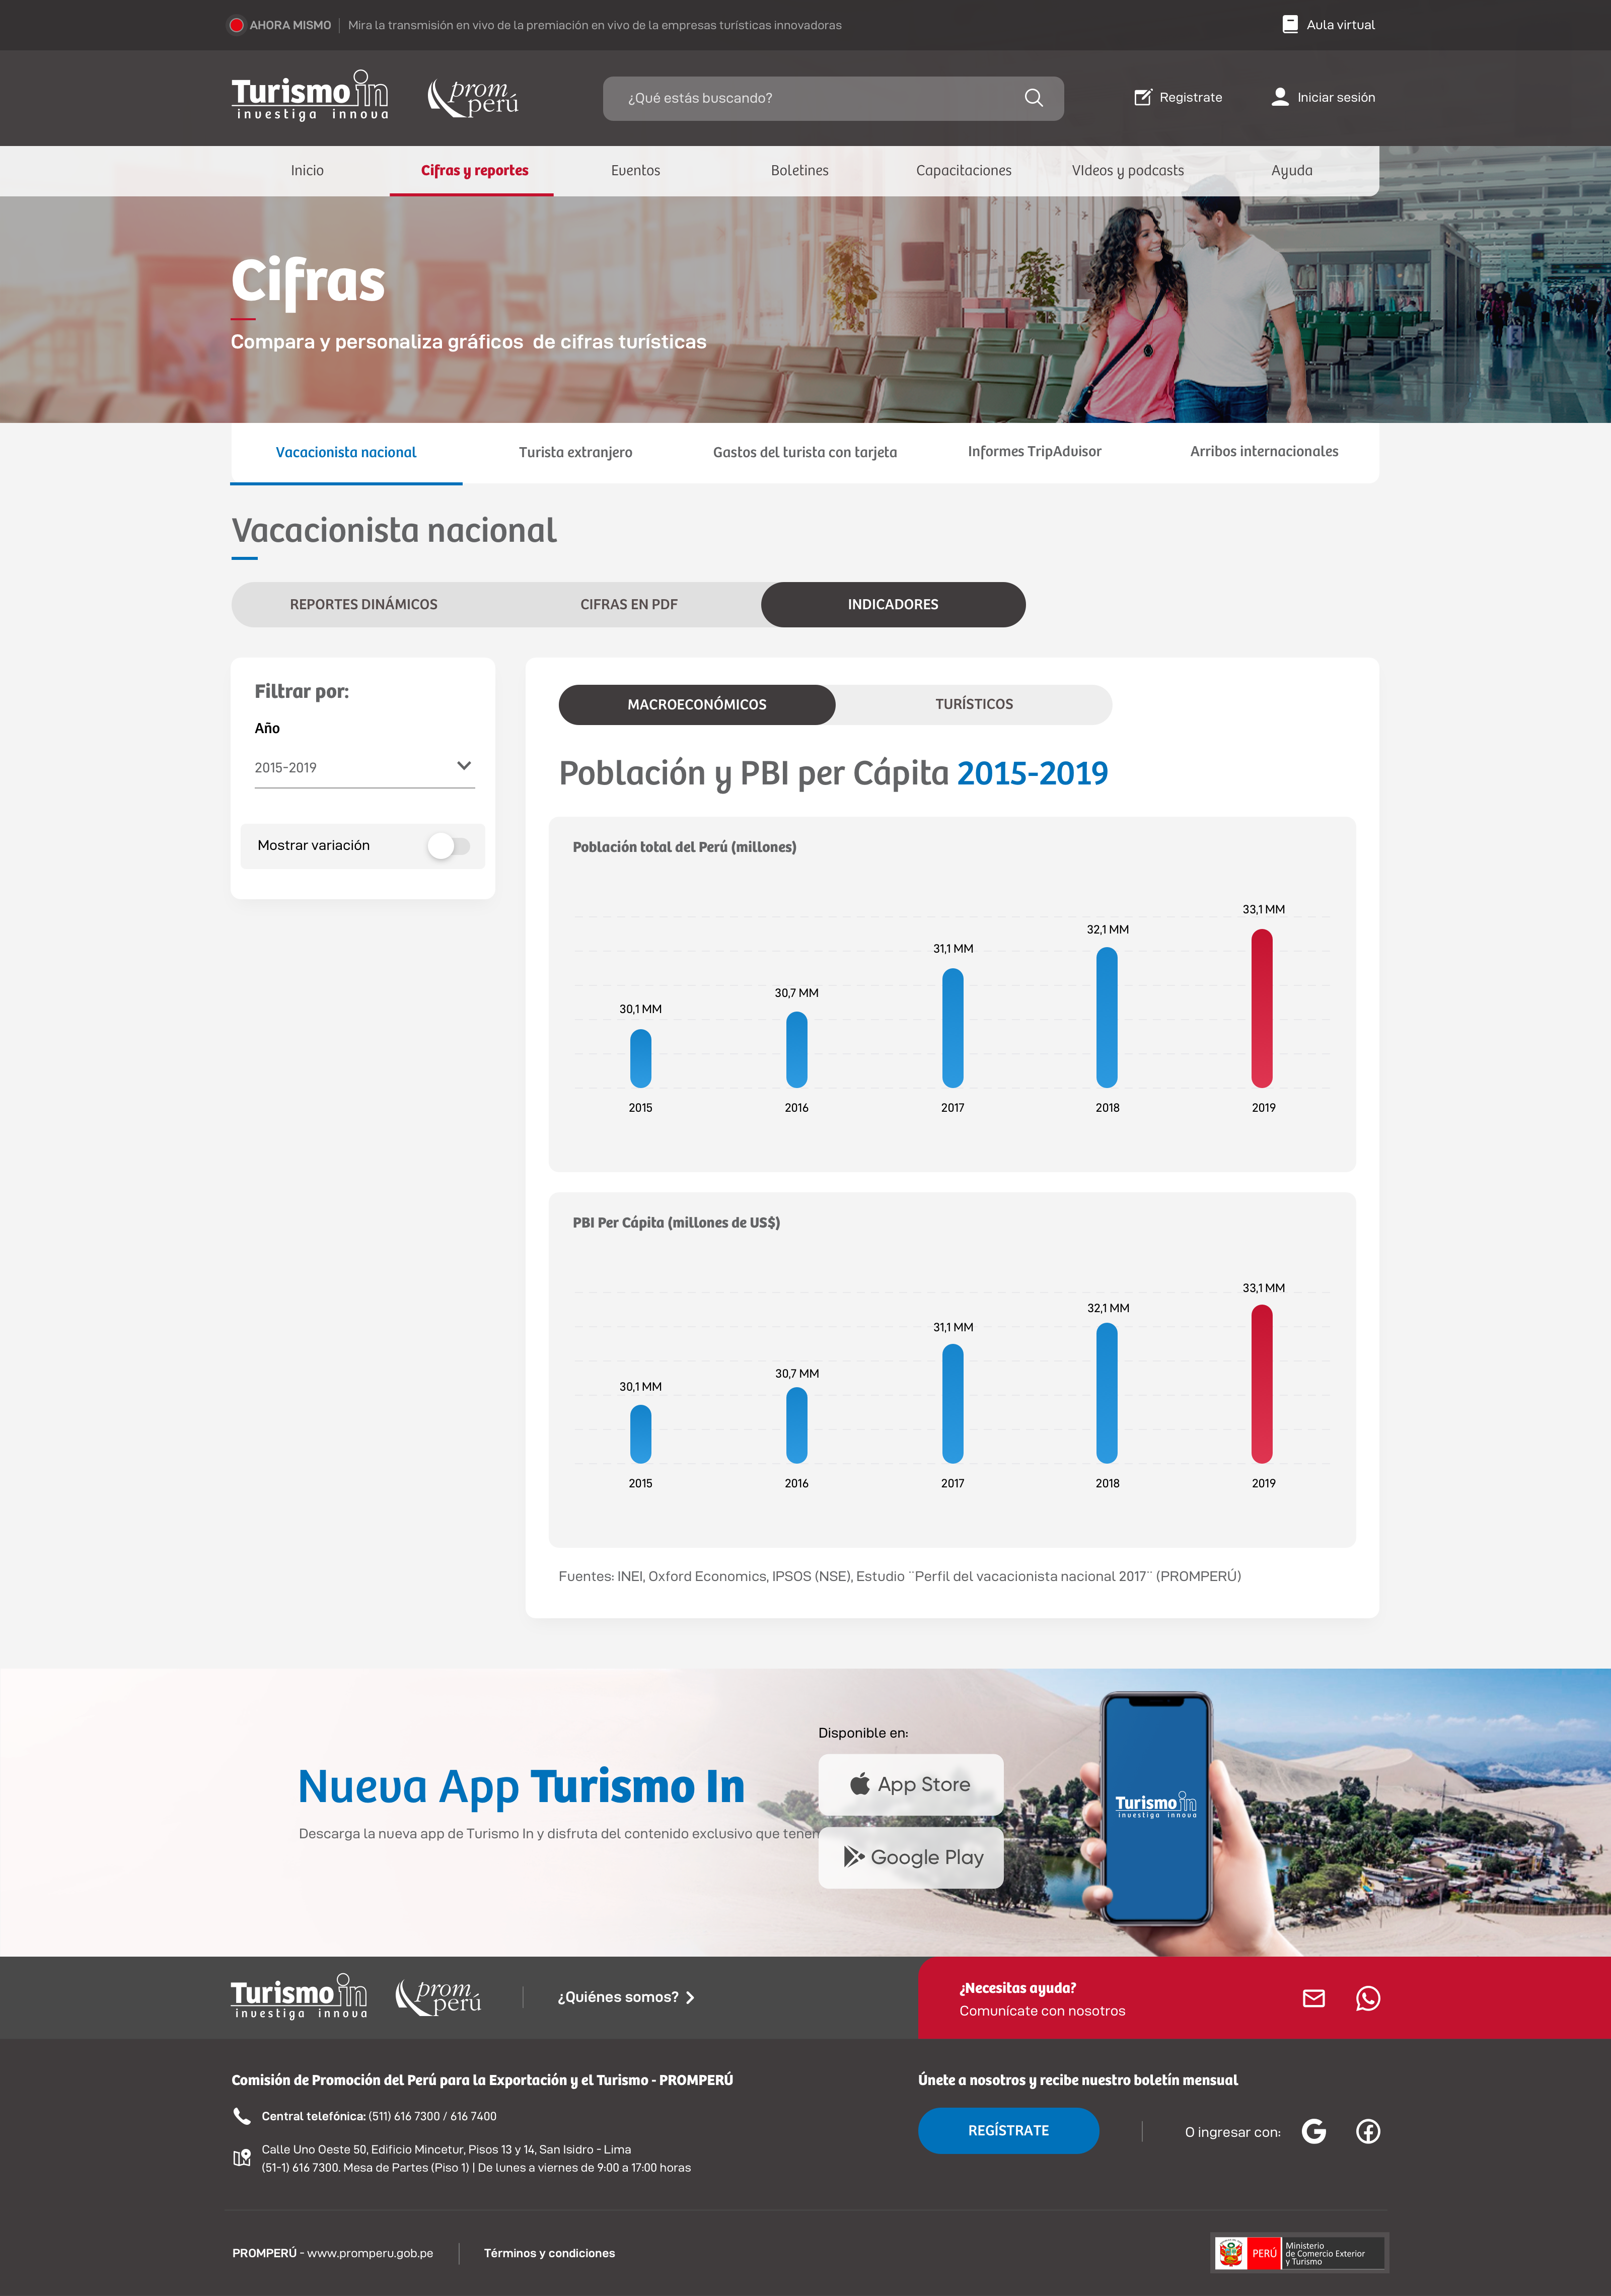 AHORA MISMO
Mira la transmisión en vivo de la premiación en vivo de la empresas turísticas innovadoras
Aula virtual
Turismo in
investiga innova
prom
perú
¿Qué estás buscando?
Registrate
Iniciar sesión
Inicio
Cifras y reportes
Eventos
Boletines
Capacitaciones
VIdeos y podcasts
Ayuda
Cifras
Compara y personaliza gráficos de cifras turísticas
Vacacionista nacional
Turista extranjero
Gastos del turista con tarjeta
Informes TripAdvisor
Arribos internacionales
Vacacionista nacional
REPORTES DINÁMICOS
CIFRAS EN PDF
INDICADORES
Filtrar por:
Año
2015-2019
Mostrar variación
MACROECONÓMICOS
TURÍSTICOS
Población y PBI per Cápita 2015-2019
Población total del Perú (millones)
30,1 MM
30,7 MM
31,1 MM
32,1 MM
33,1 MM
2015
2016
2017
2018
2019
PBI Per Cápita (millones de US$)
30,1 MM
30,7 MM
31,1 MM
32,1 MM
33,1 MM
2015
2016
2017
2018
2019
Fuentes: INEI, Oxford Economics, IPSOS (NSE), Estudio ¨Perfil del vacacionista nacional 2017¨ (PROMPERÚ)
Nueva App Turismo In
Descarga la nueva app de Turismo In y disfruta del contenido exclusivo que tenem
Disponible en:
App Store
Google Play
Turismo in
investiga innova
Turismo in
investiga innova
prom
perú
¿Quiénes somos?
¿Necesitas ayuda?
Comunícate con nosotros
Comisión de Promoción del Perú para la Exportación y el Turismo - PROMPERÚ
Central telefónica: (511) 616 7300 / 616 7400
Calle Uno Oeste 50, Edificio Mincetur, Pisos 13 y 14, San Isidro - Lima
(51-1) 616 7300. Mesa de Partes (Piso 1) | De lunes a viernes de 9:00 a 17:00 horas
Únete a nosotros y recibe nuestro boletín mensual
REGÍSTRATE
O ingresar con:
PROMPERÚ - www.promperu.gob.pe
Términos y condiciones
PERÚ
Ministerio
de Comercio Exterior
y Turismo